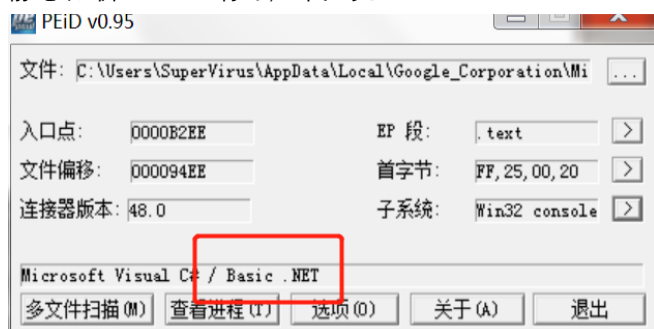 PEiD v0.95
文件: C:\Users\SuperVirus\AppData\Local\Google_Corporation\Mi ...
入口点: 0000B2EE EP 段: .text >
文件偏移: 000094EE 首字节: FF,25,00,20 >
连接器版本: 48.0 子系统: Win32 console >
Microsoft Visual C# / Basic .NET
多文件扫描(M) 查看进程(T) 选项(O) 关于(A) 退出